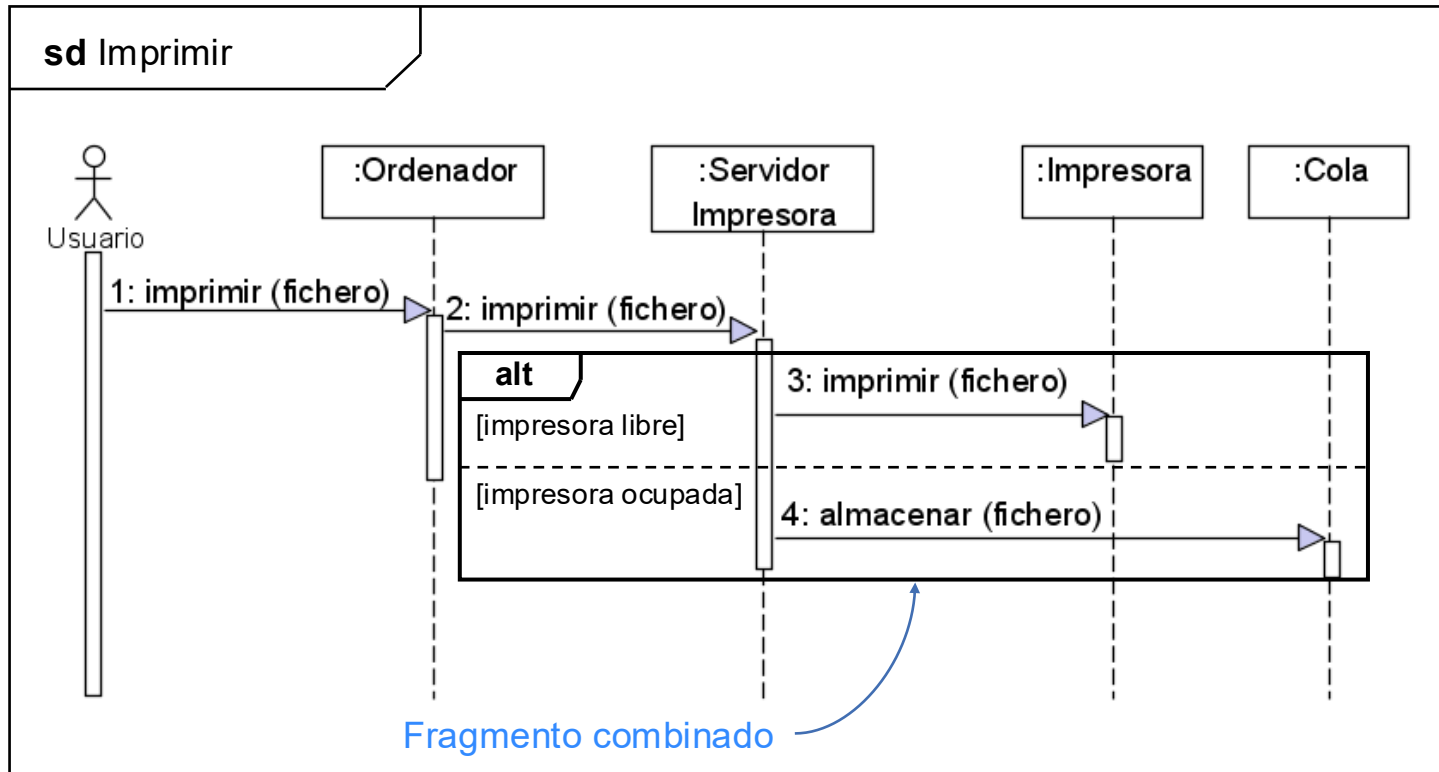 sd Imprimir
Usuario
:Ordenador
:Servidor
Impresora
:Impresora
:Cola
1: imprimir (fichero)
2: imprimir (fichero)
alt
3: imprimir (fichero)
[impresora libre]
[impresora ocupada]
4: almacenar (fichero)
Fragmento combinado